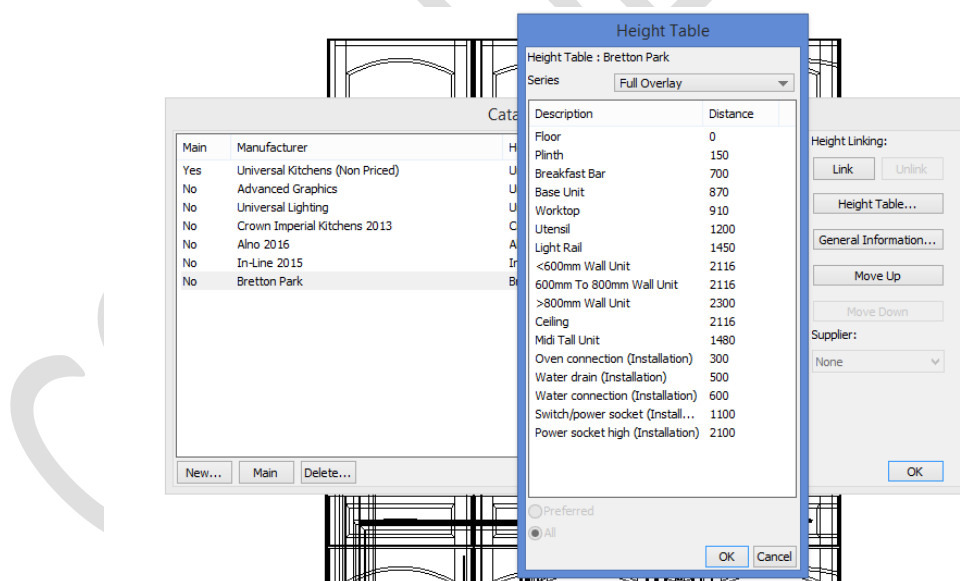 Height Table
Height Table : Bretton Park
Series Full Overlay
Cata
Description Distance
Floor 0
Plinth 150
Breakfast Bar 700
Base Unit 870
Worktop 910
Utensil 1200
Light Rail 1450
<600mm Wall Unit 2116
600mm To 800mm Wall Unit 2116
>800mm Wall Unit 2300
Ceiling 2116
Midi Tall Unit 1480
Oven connection (Installation) 300
Water drain (Installation) 500
Water connection (Installation) 600
Switch/power socket (Install... 1100
Power socket high (Installation) 2100
Preferred
All
OK Cancel
Main Manufacturer H
Yes Universal Kitchens (Non Priced) U
No Advanced Graphics U
No Universal Lighting U
No Crown Imperial Kitchens 2013 C
No Alno 2016 A
No In-Line 2015 In
No Bretton Park Br
New... Main Delete...
Height Linking:
Link Unlink
Height Table...
General Information...
Move Up
Move Down
Supplier:
None
OK